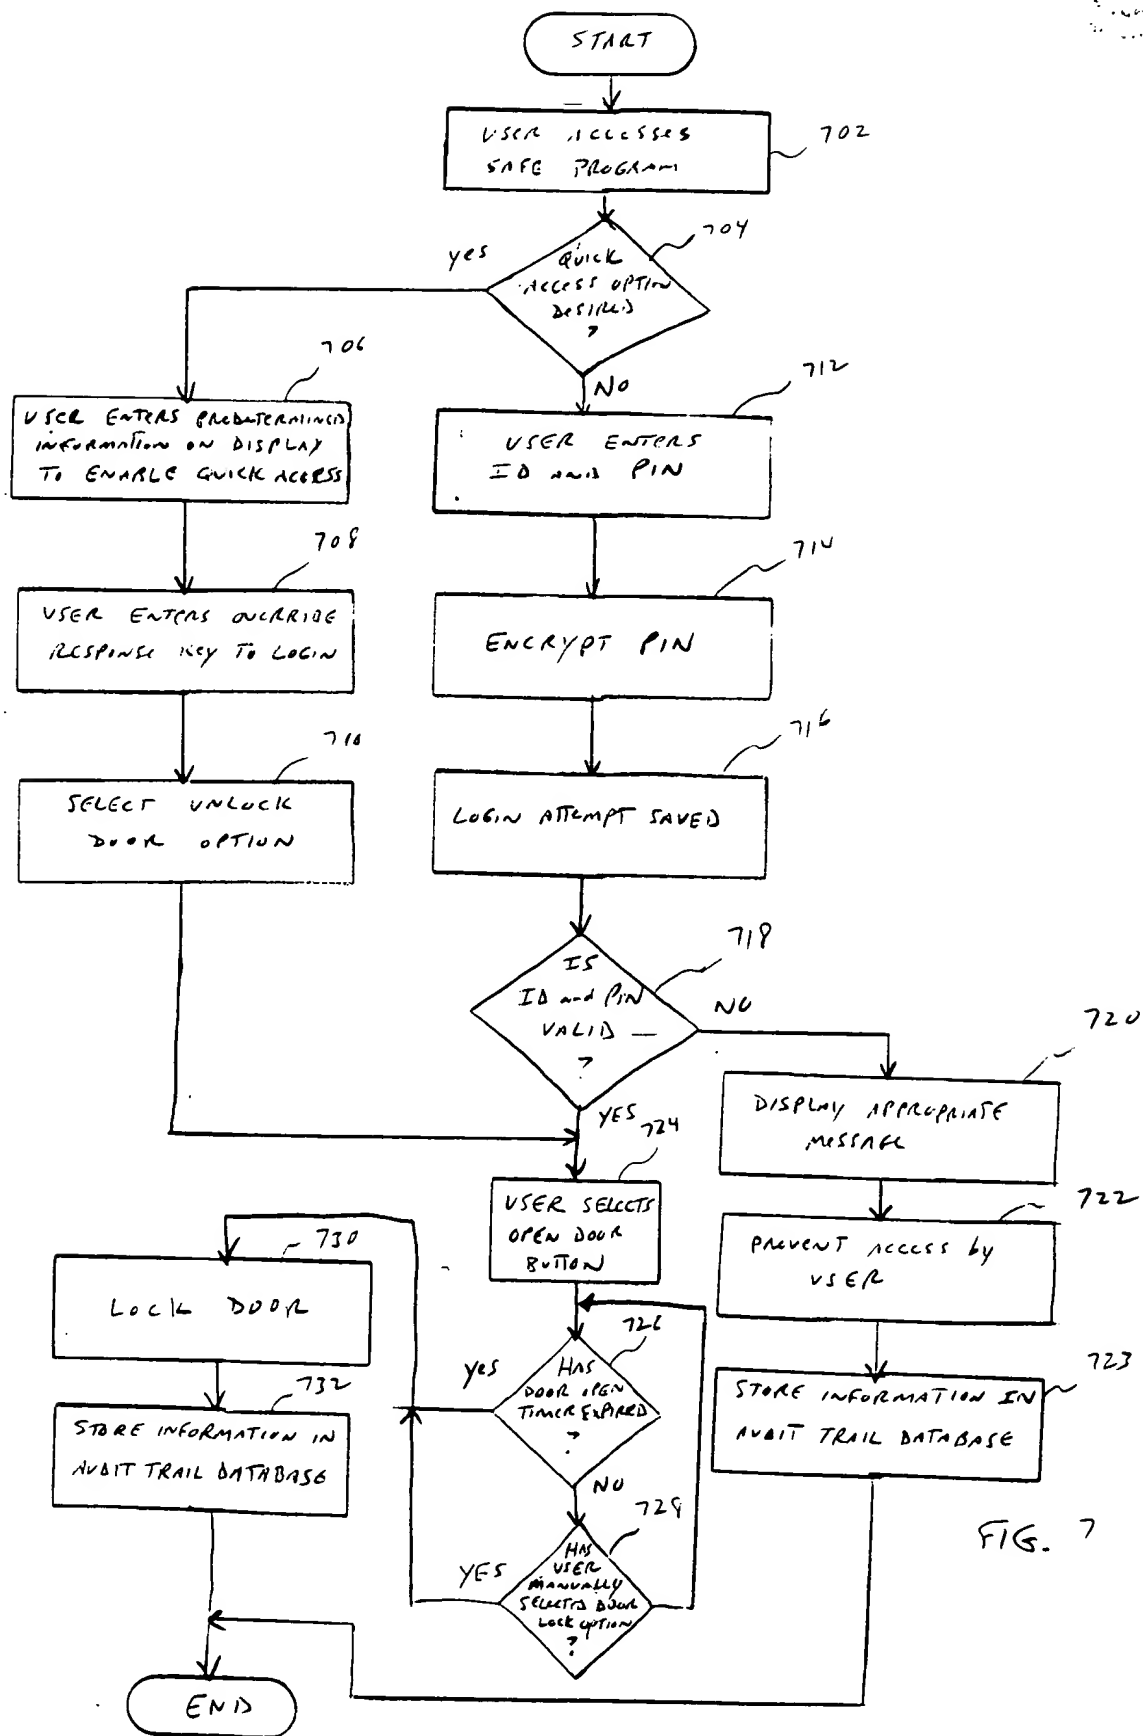 START
USER ACCESSES
SAFE PROGRAM
702
704
yes
QUICK
ACCESS OPTION
DESIRED
?
NO
706
USER ENTERS PREDETERMINED
INFORMATION ON DISPLAY
TO ENABLE QUICK ACCESS
712
USER ENTERS
ID AND PIN
708
USER ENTERS OVERRIDE
RESPONSE KEY TO LOGIN
714
ENCRYPT PIN
710
SELECT UNLOCK
DOOR OPTION
716
LOGIN ATTEMPT SAVED
718
IS
ID and PIN
VALID
?
NO
YES
720
DISPLAY APPROPRIATE
MESSAGE
724
USER SELECTS
OPEN DOOR
BUTTON
722
PREVENT ACCESS by
USER
730
LOCK DOOR
726
yes
HAS
DOOR OPEN
TIMER EXPIRED
?
NO
723
STORE INFORMATION IN
AUDIT TRAIL DATABASE
732
STORE INFORMATION IN
AUDIT TRAIL DATABASE
728
YES
HAS
USER
MANUALLY
SELECTED DOOR
LOCK OPTION
?
FIG. 7
END